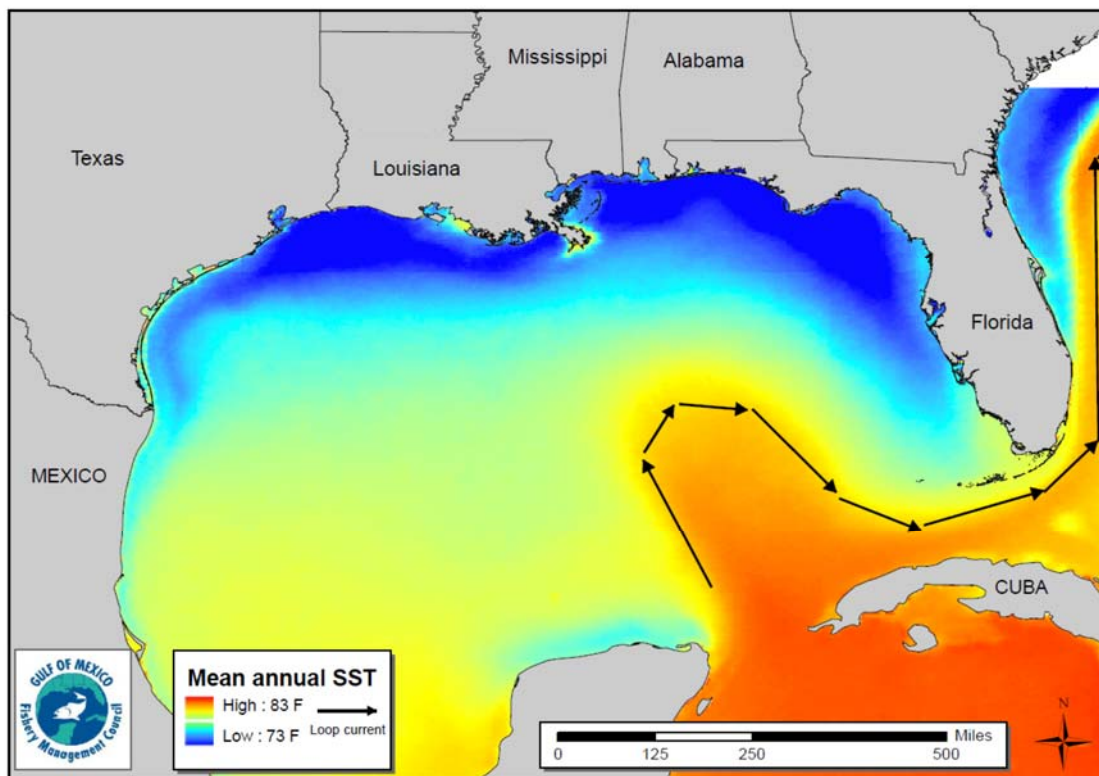 Mississippi
Alabama
Texas
Louisiana
Florida
MEXICO
CUBA
GULF OF MEXICO
Fishery Management Council
Mean annual SST
High : 83 F
Low : 73 F
Loop current
Miles
0 125 250 500
N